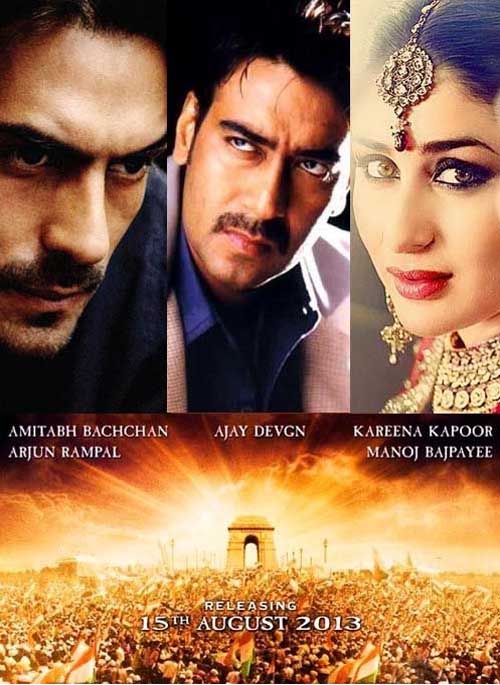 AMITABH BACHCHAN AJAY DEVGN KAREENA KAPOOR
ARJUN RAMPAL MANOJ BAJPAYEE
RELEASING
15TH AUGUST 2013